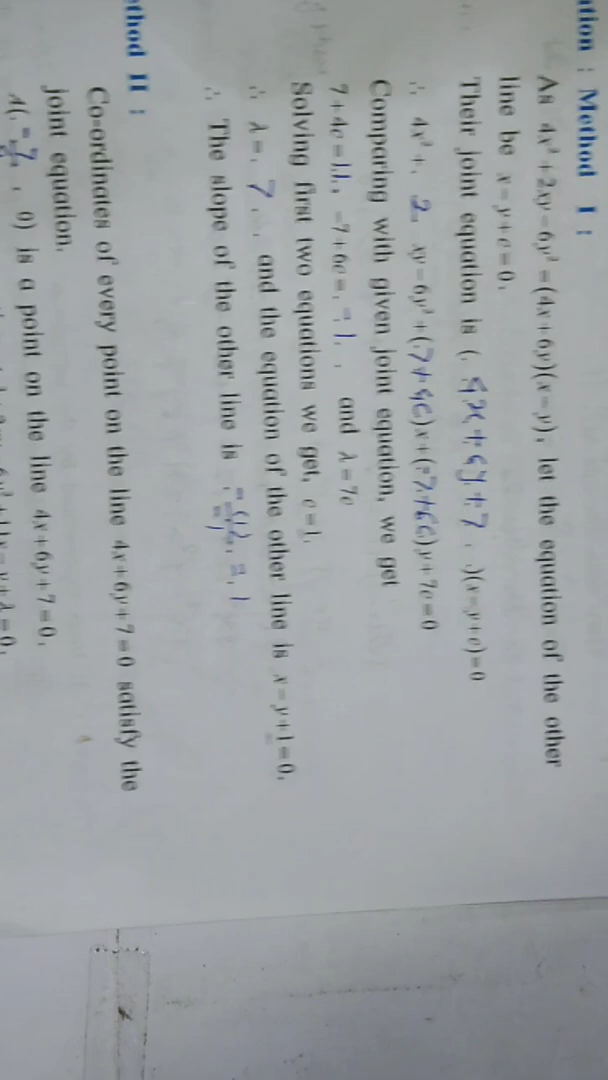 tion : Method I :
As 4x² + 2xy − 6y² = (4x + 6y)(x − y), let the equation of the other
line be x − y + c = 0.
Their joint equation is ( 4x + 6y + 7 )(x − y + c) = 0
∴ 4x² + 2 xy − 6y² + (7+4c)x + (−7+6c)y + 7c = 0
Comparing with given joint equation, we get
7 + 4c = 11, −7 + 6c = −1, and λ = 7c
Solving first two equations we get, c = 1.
∴ λ = 7 and the equation of the other line is x − y + 1 = 0.
∴ The slope of the other line is = 1
ethod II :
Co-ordinates of every point on the line 4x + 6y + 7 = 0 satisfy the
joint equation.
, 0) is a point on the line 4x + 6y + 7 = 0.